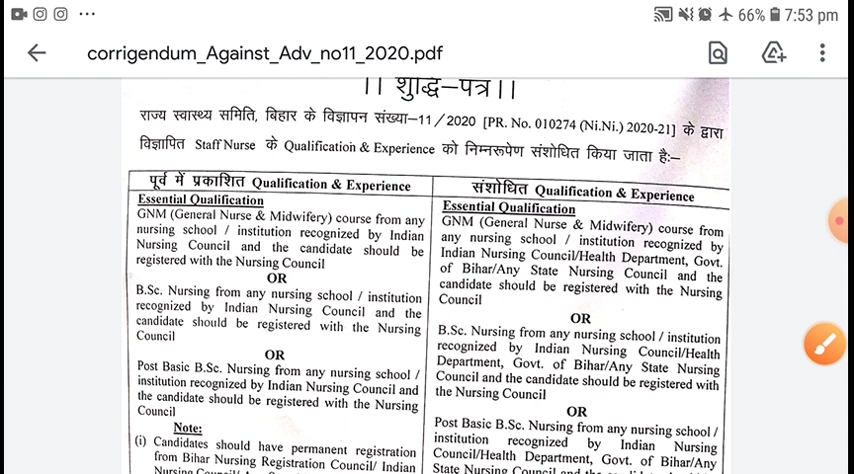 66% 7:53 pm
corrigendum_Against_Adv_no11_2020.pdf
।। शुद्धि–पत्र।।
राज्य स्वास्थ्य समिति, बिहार के विज्ञापन संख्या–11/2020 [PR. No. 010274 (Ni.Ni.) 2020-21] के द्वारा
विज्ञापित Staff Nurse के Qualification & Experience को निम्नरूपेण संशोधित किया जाता है:–
पूर्व में प्रकाशित Qualification & Experience
Essential Qualification
GNM (General Nurse & Midwifery) course from any
nursing school / institution recognized by Indian
Nursing Council and the candidate should be
registered with the Nursing Council
OR
B.Sc. Nursing from any nursing school / institution
recognized by Indian Nursing Council and the
candidate should be registered with the Nursing
Council
OR
Post Basic B.Sc. Nursing from any nursing school /
institution recognized by Indian Nursing Council and
the candidate should be registered with the Nursing
Council
Note:
(i) Candidates should have permanent registration
from Bihar Nursing Registration Council/ Indian
Nursing Council/
संशोधित Qualification & Experience
Essential Qualification
GNM (General Nurse & Midwifery) course from
any nursing school / institution recognized by
Indian Nursing Council/Health Department, Govt.
of Bihar/Any State Nursing Council and the
candidate should be registered with the Nursing
Council
OR
B.Sc. Nursing from any nursing school / institution
recognized by Indian Nursing Council/Health
Department, Govt. of Bihar/Any State Nursing
Council and the candidate should be registered with
the Nursing Council
OR
Post Basic B.Sc. Nursing from any nursing school /
institution recognized by Indian Nursing
Council/Health Department, Govt. of Bihar/Any
State Nursing Council and the